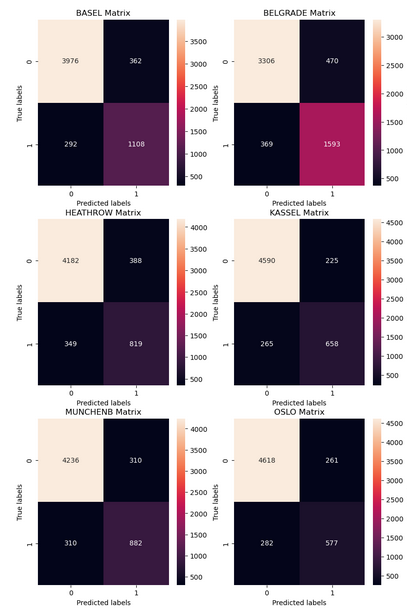 BASEL Matrix
0 3976 362
1 292 1108
True labels
0 1
Predicted labels
3500
3000
2500
2000
1500
1000
500
BELGRADE Matrix
0 3306 470
1 369 1593
True labels
0 1
Predicted labels
3000
2500
2000
1500
1000
500
HEATHROW Matrix
0 4182 388
1 349 819
True labels
0 1
Predicted labels
4000
3500
3000
2500
2000
1500
1000
500
KASSEL Matrix
0 4590 225
1 265 658
True labels
0 1
Predicted labels
4500
4000
3500
3000
2500
2000
1500
1000
500
MUNCHENB Matrix
0 4236 310
1 310 882
True labels
0 1
Predicted labels
4000
3500
3000
2500
2000
1500
1000
500
OSLO Matrix
0 4618 261
1 282 577
True labels
0 1
Predicted labels
4500
4000
3500
3000
2500
2000
1500
1000
500